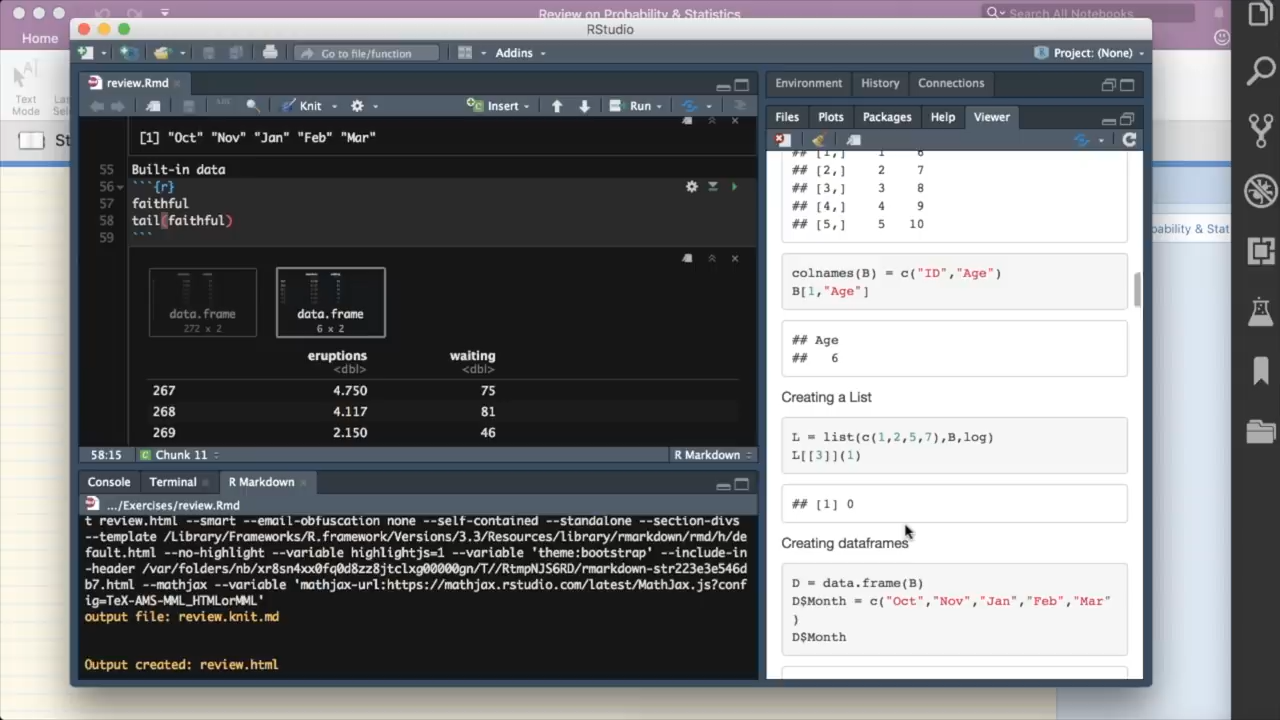 Review on Probability & Statistics
Search All Notebooks
Home
RStudio
Go to file/function
Addins
Project: (None)
Text
Mode
St
review.Rmd
Knit
Insert
Run
[1] "Oct" "Nov" "Jan" "Feb" "Mar"
55 Built-in data
56 ```{r}
57 faithful
58 tail(faithful)
59 ```
data.frame
272 x 2
data.frame
6 x 2
eruptions waiting
<dbl> <dbl>
267 4.750 75
268 4.117 81
269 2.150 46
58:15 C Chunk 11 R Markdown
Console Terminal R Markdown
.../Exercises/review.Rmd
t review.html --smart --email-obfuscation none --self-contained --standalone --section-divs
--template /Library/Frameworks/R.framework/Versions/3.3/Resources/library/rmarkdown/rmd/h/de
fault.html --no-highlight --variable highlightjs=1 --variable 'theme:bootstrap' --include-in
-header /var/folders/nb/xr8sn4xx0fq0d8zz8jtclxg00000gn/T//RtmpNJS6RD/rmarkdown-str223e3e546d
b7.html --mathjax --variable 'mathjax-url:https://mathjax.rstudio.com/latest/MathJax.js?conf
ig=TeX-AMS-MML_HTMLorMML'
output file: review.knit.md
Output created: review.html
Environment History Connections
Files Plots Packages Help Viewer
## [1,] 1 6
## [2,] 2 7
## [3,] 3 8
## [4,] 4 9
## [5,] 5 10
colnames(B) = c("ID","Age")
B[1,"Age"]
## Age
## 6
Creating a List
L = list(c(1,2,5,7),B,log)
L[[3]](1)
## [1] 0
Creating dataframes
D = data.frame(B)
D$Month = c("Oct","Nov","Jan","Feb","Mar"
)
D$Month
bability & Stat